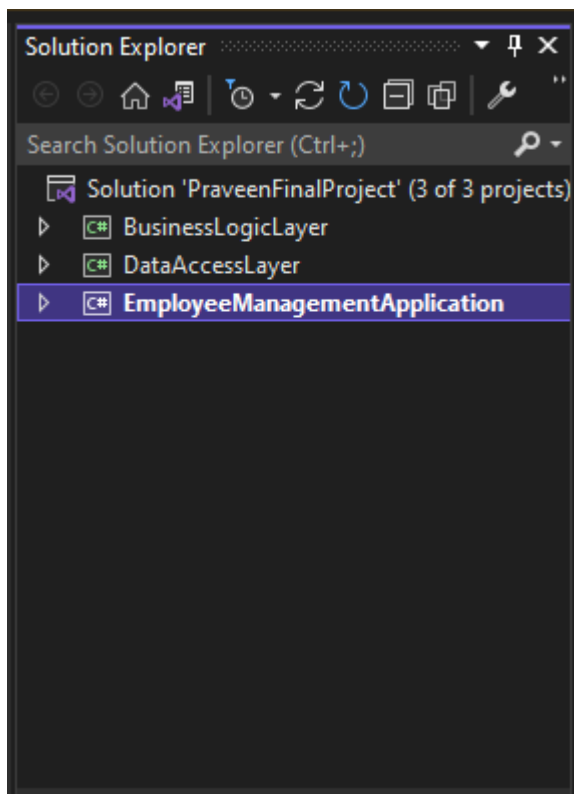 Solution Explorer
Search Solution Explorer (Ctrl+;)
Solution 'PraveenFinalProject' (3 of 3 projects)
C# BusinessLogicLayer
C# DataAccessLayer
C# EmployeeManagementApplication